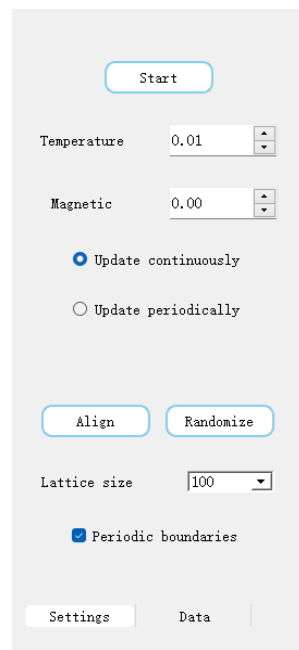 Start
Temperature 0.01
Magnetic 0.00
Update continuously
Update periodically
Align Randomize
Lattice size 100
Periodic boundaries
Settings Data